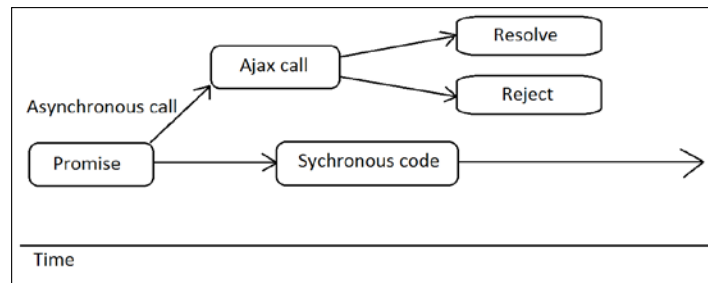 Resolve
Ajax call
Reject
Asynchronous call
Promise
Sychronous code
Time